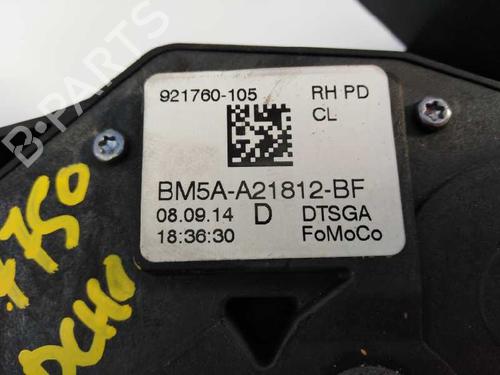 921760-105 RH PD
CL
BM5A-A21812-BF
08.09.14 D DTSGA
18:36:30 FoMoCo
B-PARTS